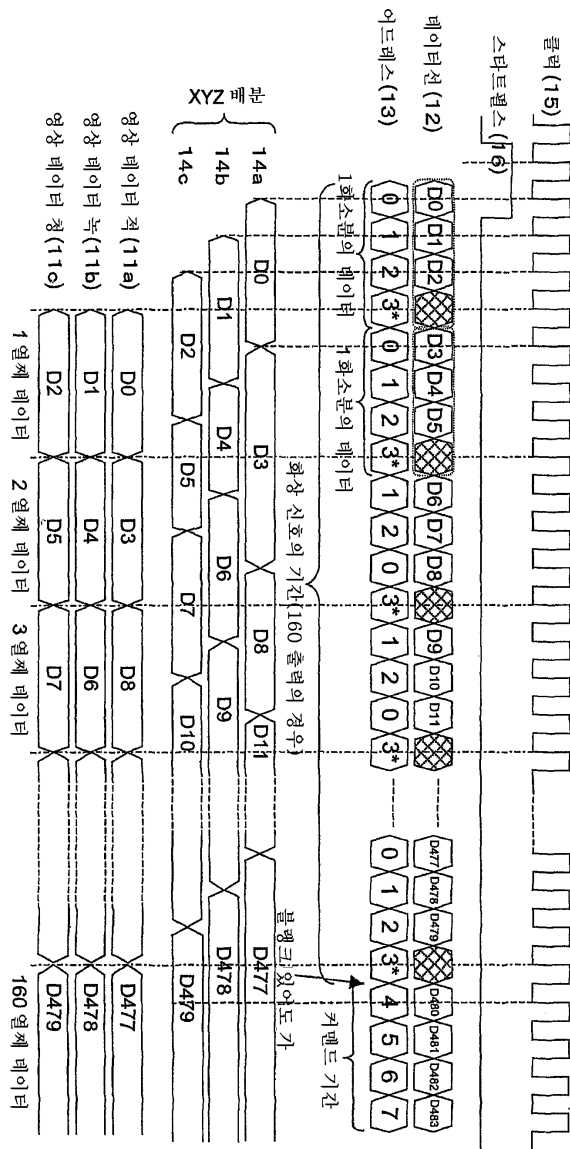 클럭(15)
스타트펄스(16)
데이터선(12) D0 D1 D2 D3 D4 D5 D6 D7 D8 D9 D10 D11 D477 D478 D479 D480 D481 D482 D483
어드레스(13) 0 1 2 3* 0 1 2 3* 1 2 0 3* 1 2 0 3* 0 1 2 3* 4 5 6 7
1화소분의 데이터 1화소분의 데이터 커맨드 기간
화상 신호의 기간(160 출력의 경우)
블랭크 있어도 가
XYZ 배분
14a D0 D3 D8 D11 D477
14b D1 D4 D6 D9 D478
14c D2 D5 D7 D10 D479
영상 데이터 적(11a) D0 D3 D8 D477
영상 데이터 녹(11b) D1 D4 D6 D478
영상 데이터 청(11c) D2 D5 D7 D479
1 열째 데이터 2 열째 데이터 3 열째 데이터 160 열째 데이터